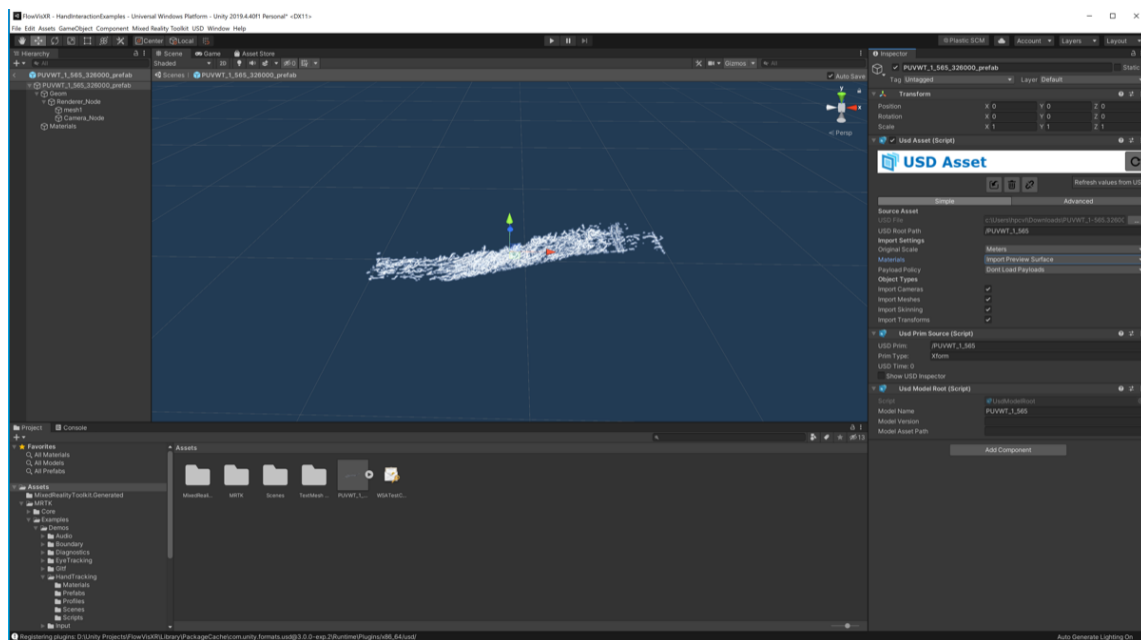 FlowVisXR - HandInteractionExamples - Universal Windows Platform - Unity 2019.4.40f1 Personal* <DX11>
File Edit Assets GameObject Component Mixed Reality Toolkit USD Window Help
Center Local
Plastic SCM Account Layers Layout
Hierarchy
All
PUVWT_1_565_326000_prefab
PUVWT_1_565_326000_prefab
Geom
Renderer_Node
mesh1
Camera_Node
Materials
Scene Game Asset Store
Shaded 2D 0 Gizmos All
Scenes PUVWT_1_565_326000_prefab Auto Save
y
x
Persp
Inspector
PUVWT_1_565_326000_prefab Static
Tag Untagged Layer Default
Transform
Position X 0 Y 0 Z 0
Rotation X 0 Y 0 Z 0
Scale X 1 Y 1 Z 1
Usd Asset (Script)
USD Asset
Refresh values from US
Simple Advanced
Source Asset
USD File
USD Root Path /PUVWT_1_565
Import Settings
Original Scale Meters
Materials Import Preview Surface
Payload Policy Dont Load Payloads
Object Types
Import Cameras
Import Meshes
Import Skinning
Import Transforms
Usd Prim Source (Script)
USD Prim: /PUVWT_1_565
Prim Type: Xform
USD Time: 0
Show USD Inspector
Usd Model Root (Script)
Script UsdModelRoot
Model Name PUVWT_1_565
Model Version
Model Asset Path
Add Component
Project Console
13
Favorites
All Materials
All Models
All Prefabs
Assets
MixedRealityToolkit.Generated
MRTK
Core
Examples
Demos
Audio
Boundary
Diagnostics
EyeTracking
Gltf
HandTracking
Materials
Prefabs
Profiles
Scenes
Scripts
Input
Assets
MixedReal... MRTK Scenes TextMesh ... PUVWT_1_... WSATestC...
Registering plugins: D:\Unity Projects\FlowVisXR\Library\PackageCache\com.unity.formats.usd@3.0.0-exp.2\Runtime\Plugins/x86_64/usd/
Auto Generate Lighting On